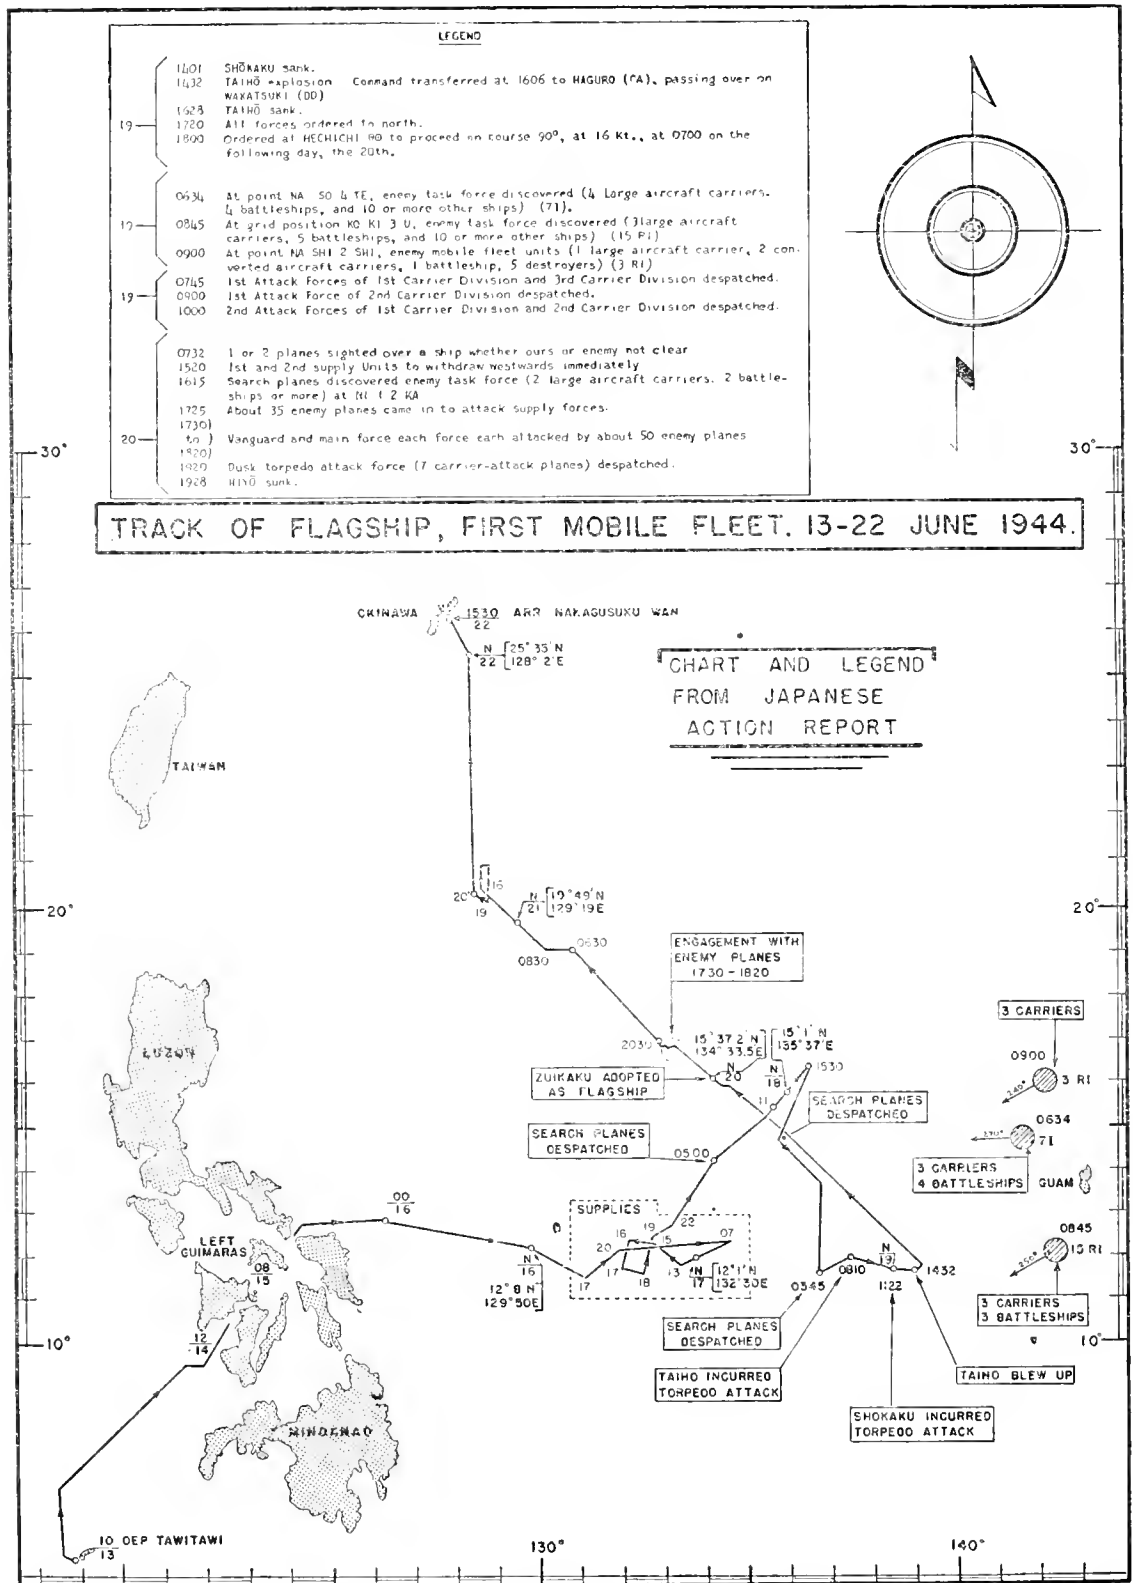 LEGEND
1401 SHŌKAKU sank.
1432 TAIHŌ explosion Command transferred at 1606 to HAGURO (CA), passing over on
WAKATSUKI (DD)
1628 TAIHŌ sank.
19 1720 All forces ordered to north.
1800 Ordered at HECHICHI RO to proceed on course 90°, at 16 Kt., at 0700 on the
following day, the 20th.
0634 At point NA SO 4 TE, enemy task force discovered (4 Large aircraft carriers.
4 battleships, and 10 or more other ships) (71).
19 0845 At grid position KO KI 3 U, enemy task force discovered (3 large aircraft
carriers, 5 battleships, and 10 or more other ships) (15 RI)
0900 At point NA SHI 2 SHI, enemy mobile fleet units (1 large aircraft carrier, 2 con-
verted aircraft carriers, 1 battleship, 5 destroyers) (3 RI)
0745 1st Attack Forces of 1st Carrier Division and 3rd Carrier Division despatched.
19 0900 1st Attack Force of 2nd Carrier Division despatched.
1000 2nd Attack Forces of 1st Carrier Division and 2nd Carrier Division despatched.
0732 1 or 2 planes sighted over a ship whether ours or enemy not clear
1520 1st and 2nd supply Units to withdraw westwards immediately
1615 Search planes discovered enemy task force (2 large aircraft carriers. 2 battle-
ships or more) at 2 KA
1725 About 35 enemy planes came in to attack supply forces.
1730)
20 to ) Vanguard and main force each force each attacked by about 50 enemy planes
1820)
1920 Dusk torpedo attack force (7 carrier-attack planes) despatched.
1928 HIYŌ sunk.
30° 30°
TRACK OF FLAGSHIP, FIRST MOBILE FLEET. 13-22 JUNE 1944.
OKINAWA 1530 ARR NAKAGUSUKU WAN
22
N 25° 35' N
22 128° 2' E
CHART AND LEGEND
FROM JAPANESE
ACTION REPORT
TAIWAN
16
20
19
N 19° 49' N
21 129° 19 E
20° 20°
0830
0630
ENGAGEMENT WITH
ENEMY PLANES
1730-1820
3 CARRIERS
LUZON
2030
15° 37.2' N
134° 33.5 E
N
20
15° 1' N
135° 37' E
N
18
1530
0900
240°
3 RI
ZUIKAKU ADOPTED
AS FLAGSHIP
11
SEARCH PLANES
DESPATCHED
0634
270°
71
SEARCH PLANES
DESPATCHED
0500
3 CARRIERS
4 BATTLESHIPS
GUAM
00
16
SUPPLIES
LEFT
GUIMARAS
08
15
16
19
22
15
07
20
17
18
13
N
16
12° 8 N
129° 50 E
17
N 12° 1' N
17 132° 30 E
0345
0810
N
19
1122
1432
0845
250°
15 RI
3 CARRIERS
3 BATTLESHIPS
SEARCH PLANES
DESPATCHED
12
14
10° 10°
TAIHO INCURRED
TORPEDO ATTACK
TAIHO BLEW UP
SHOKAKU INCURRED
TORPEDO ATTACK
MINDANAO
10 DEP TAWITAWI
13
130° 140°